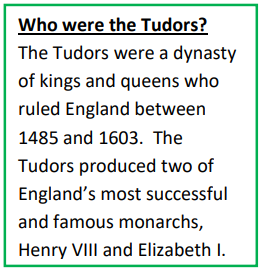 Who were the Tudors?
The Tudors were a dynasty
of kings and queens who
ruled England between
1485 and 1603.  The
Tudors produced two of
England’s most successful
and famous monarchs,
Henry VIII and Elizabeth I.